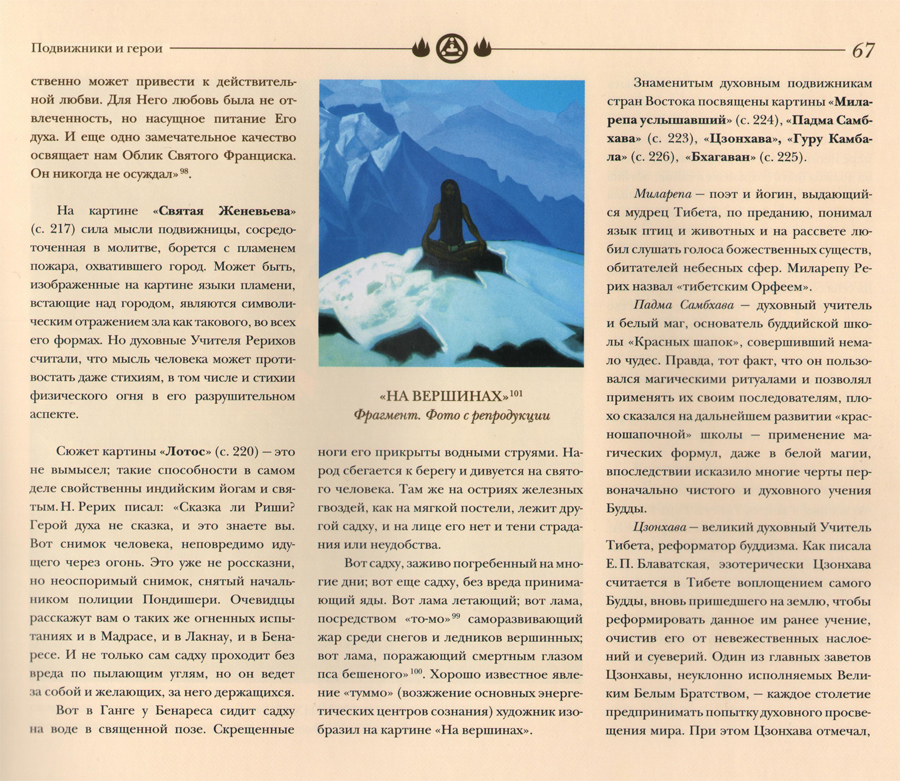 Подвижники и герои
67
ственно может привести к действитель-
ной любви. Для Него любовь была не от-
влеченность, но насущное питание Его
духа. И еще одно замечательное качество
освящает нам Облик Святого Франциска.
Он никогда не осуждал»⁹⁸.
На картине «Святая Женевьева»
(с. 217) сила мысли подвижницы, сосредо-
точенная в молитве, борется с пламенем
пожара, охватившего город. Может быть,
изображенные на картине языки пламени,
встающие над городом, являются символи-
ческим отражением зла как такового, во всех
его формах. Но духовные Учителя Рерихов
считали, что мысль человека может проти-
востать даже стихиям, в том числе и стихии
физического огня в его разрушительном
аспекте.
Сюжет картины «Лотос» (с. 220) — это
не вымысел; такие способности в самом
деле свойственны индийским йогам и свя-
тым. Н. Рерих писал: «Сказка ли Риши?
Герой духа не сказка, и это знаете вы.
Вот снимок человека, неповредимо иду-
щего через огонь. Это уже не россказни,
но неоспоримый снимок, снятый началь-
ником полиции Пондишери. Очевидцы
расскажут вам о таких же огненных испы-
таниях и в Мадрасе, и в Лакнау, и в Бена-
ресе. И не только сам садху проходит без
вреда по пылающим углям, но он ведет
за собой и желающих, за него держащихся.
Вот в Ганге у Бенареса сидит садху
на воде в священной позе. Скрещенные
«НА ВЕРШИНАХ»¹⁰¹
Фрагмент. Фото с репродукции
ноги его прикрыты водными струями. На-
род сбегается к берегу и дивуется на свято-
го человека. Там же на остриях железных
гвоздей, как на мягкой постели, лежит дру-
гой садху, и на лице его нет и тени страда-
ния или неудобства.
Вот садху, заживо погребенный на мно-
гие дни; вот еще садху, без вреда принима-
ющий яды. Вот лама летающий; вот лама,
посредством «то-мо»⁹⁹ саморазвивающий
жар среди снегов и ледников вершинных;
вот лама, поражающий смертным глазом
пса бешеного»¹⁰⁰. Хорошо известное явле-
ние «туммо» (возжжение основных энерге-
тических центров сознания) художник изо-
бразил на картине «На вершинах».
Знаменитым духовным подвижникам
стран Востока посвящены картины «Мила-
репа услышавший» (с. 224), «Падма Самб-
хава» (с. 223), «Цзонхава», «Гуру Камба-
ла» (с. 226), «Бхагаван» (с. 225).
Миларепа — поэт и йогин, выдающий-
ся мудрец Тибета, по преданию, понимал
язык птиц и животных и на рассвете лю-
бил слушать голоса божественных существ,
обитателей небесных сфер. Миларепу Ре-
рих назвал «тибетским Орфеем».
Падма Самбхава — духовный учитель
и белый маг, основатель буддийской шко-
лы «Красных шапок», совершивший нема-
ло чудес. Правда, тот факт, что он пользо-
вался магическими ритуалами и позволял
применять их своим последователям, пло-
хо сказался на дальнейшем развитии «крас-
ношапочной» школы — применение ма-
гических формул, даже в белой магии,
впоследствии исказило многие черты пер-
воначально чистого и духовного учения
Будды.
Цзонхава — великий духовный Учитель
Тибета, реформатор буддизма. Как писала
Е. П. Блаватская, эзотерически Цзонхава
считается в Тибете воплощением самого
Будды, вновь пришедшего на землю, чтобы
реформировать данное им ранее учение,
очистив его от невежественных наслое-
ний и суеверий. Один из главных заветов
Цзонхавы, неуклонно исполняемых Вели-
ким Белым Братством, — каждое столетие
предпринимать попытку духовного просве-
щения мира. При этом Цзонхава отмечал,